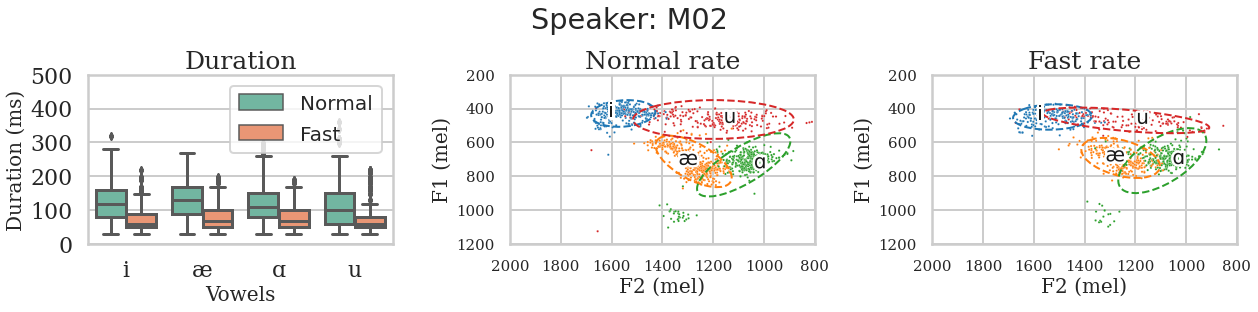 Speaker: M02
Duration
500
400
300
200
100
0
Duration (ms)
Normal
Fast
i æ ɑ u
Vowels
Normal rate
200
400
600
800
1000
1200
F1 (mel)
i
u
æ
ɑ
2000 1800 1600 1400 1200 1000 800
F2 (mel)
Fast rate
200
400
600
800
1000
1200
F1 (mel)
i
u
æ
ɑ
2000 1800 1600 1400 1200 1000 800
F2 (mel)